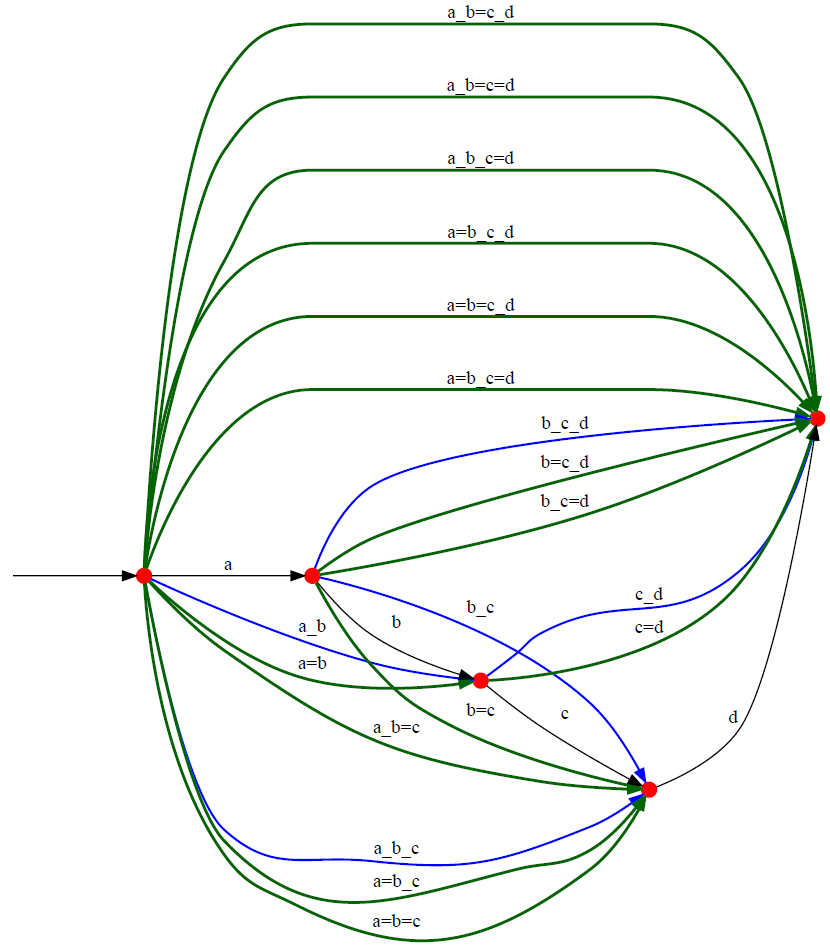 a_b=c_d
a_b=c=d
a_b_c=d
a=b_c_d
a=b=c_d
a=b_c=d
b_c_d
b=c_d
b_c=d
a
c_d
b_c
b
a_b
c=d
a=b
b=c
c
d
a_b=c
a_b_c
a=b_c
a=b=c